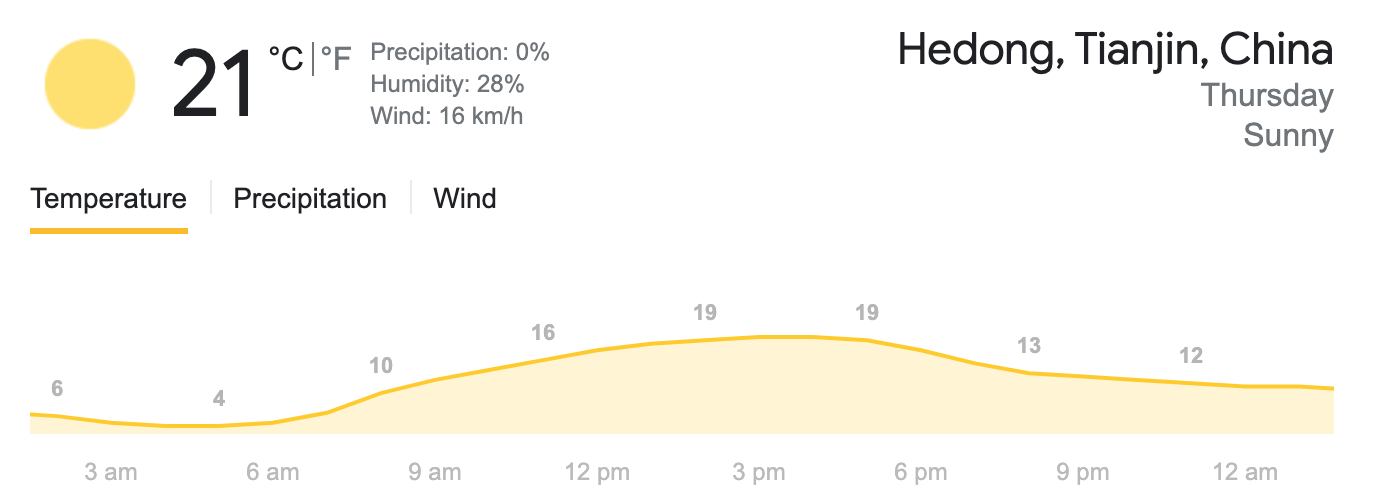 21 °C | °F
Precipitation: 0%
Humidity: 28%
Wind: 16 km/h
Hedong, Tianjin, China
Thursday
Sunny
Temperature | Precipitation | Wind
6 4 10 16 19 19 13 12
3 am 6 am 9 am 12 pm 3 pm 6 pm 9 pm 12 am